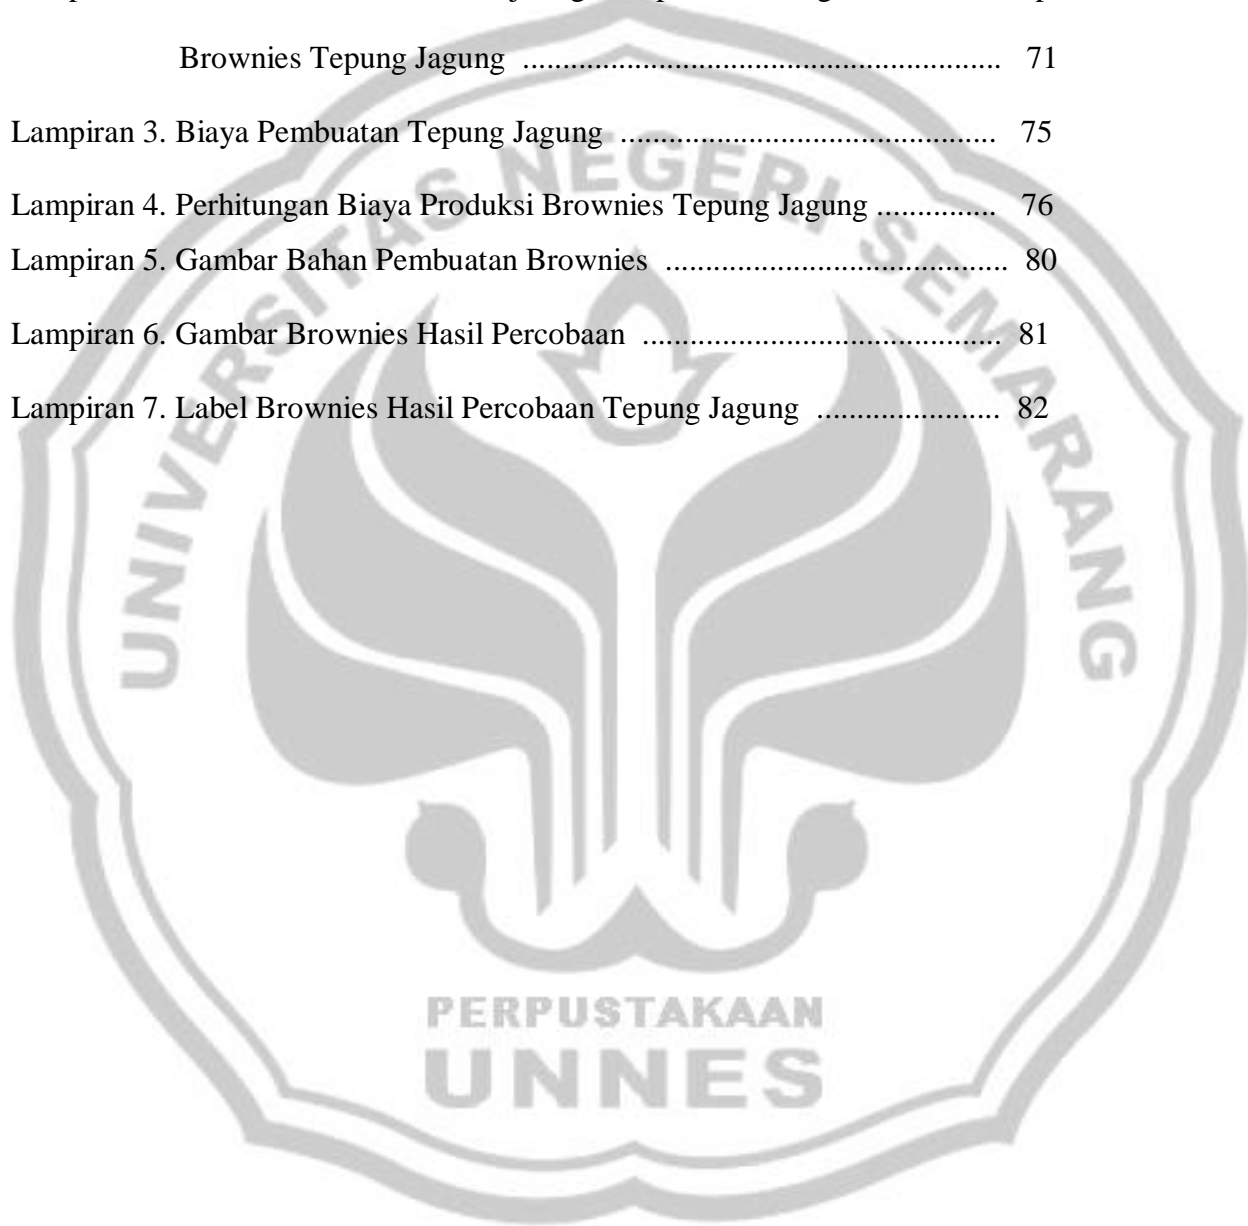 Brownies Tepung Jagung ............................................................ 71
Lampiran 3. Biaya Pembuatan Tepung Jagung ............................................... 75
Lampiran 4. Perhitungan Biaya Produksi Brownies Tepung Jagung ............... 76
Lampiran 5. Gambar Bahan Pembuatan Brownies ........................................... 80
Lampiran 6. Gambar Brownies Hasil Percobaan ............................................. 81
Lampiran 7. Label Brownies Hasil Percobaan Tepung Jagung ....................... 82
UNIVERSITAS NEGERI SEMARANG
PERPUSTAKAAN
UNNES